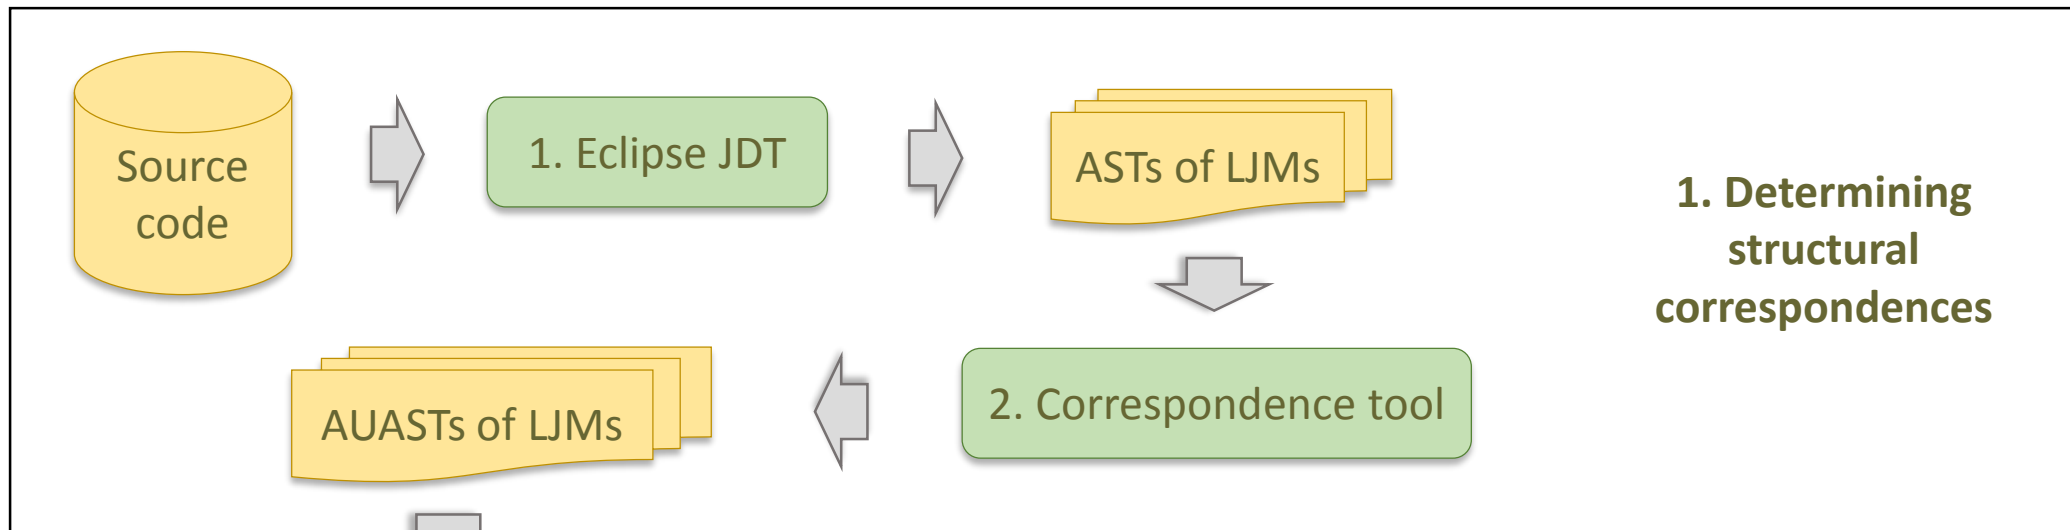 Source
code
1. Eclipse JDT
ASTs of LJMs
1. Determining
structural
correspondences
AUASTs of LJMs
2. Correspondence tool